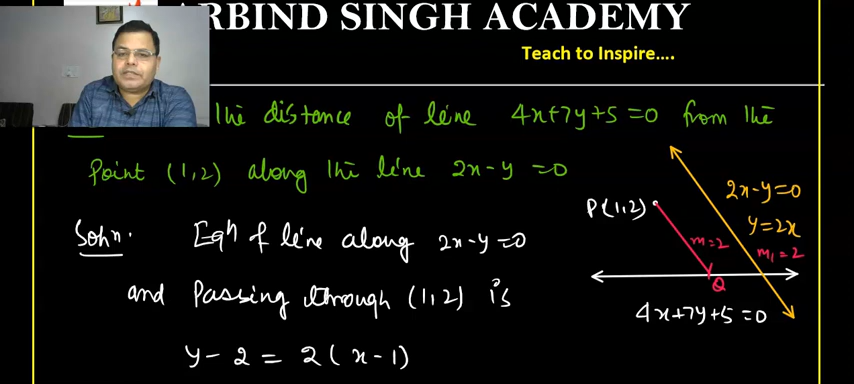 ARBIND SINGH ACADEMY
Teach to Inspire....
the distance of line 4x+7y+5=0 from the
Point (1,2) along the line 2x-y=0
Solⁿ. Eqⁿ of line along 2x-y=0
and Passing through (1,2) is
y-2=2(x-1)
P(1,2)
2x-y=0
y=2x
m=2
m₁=2
Q
4x+7y+5=0